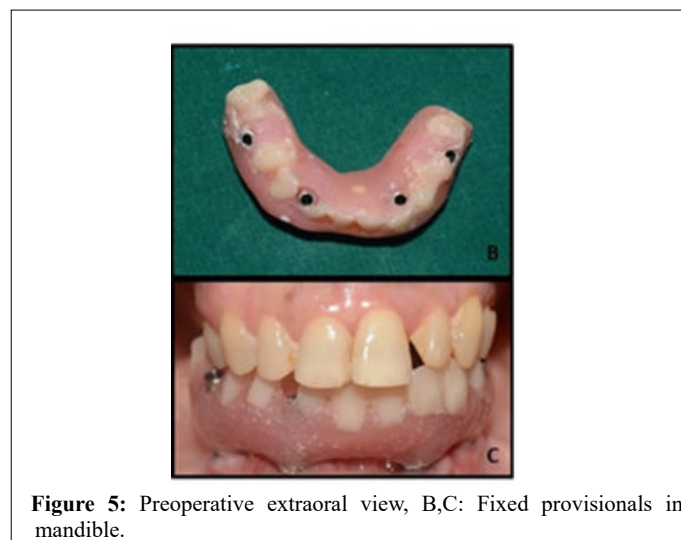 B
C
Figure 5: Preoperative extraoral view, B,C: Fixed provisionals in
mandible.